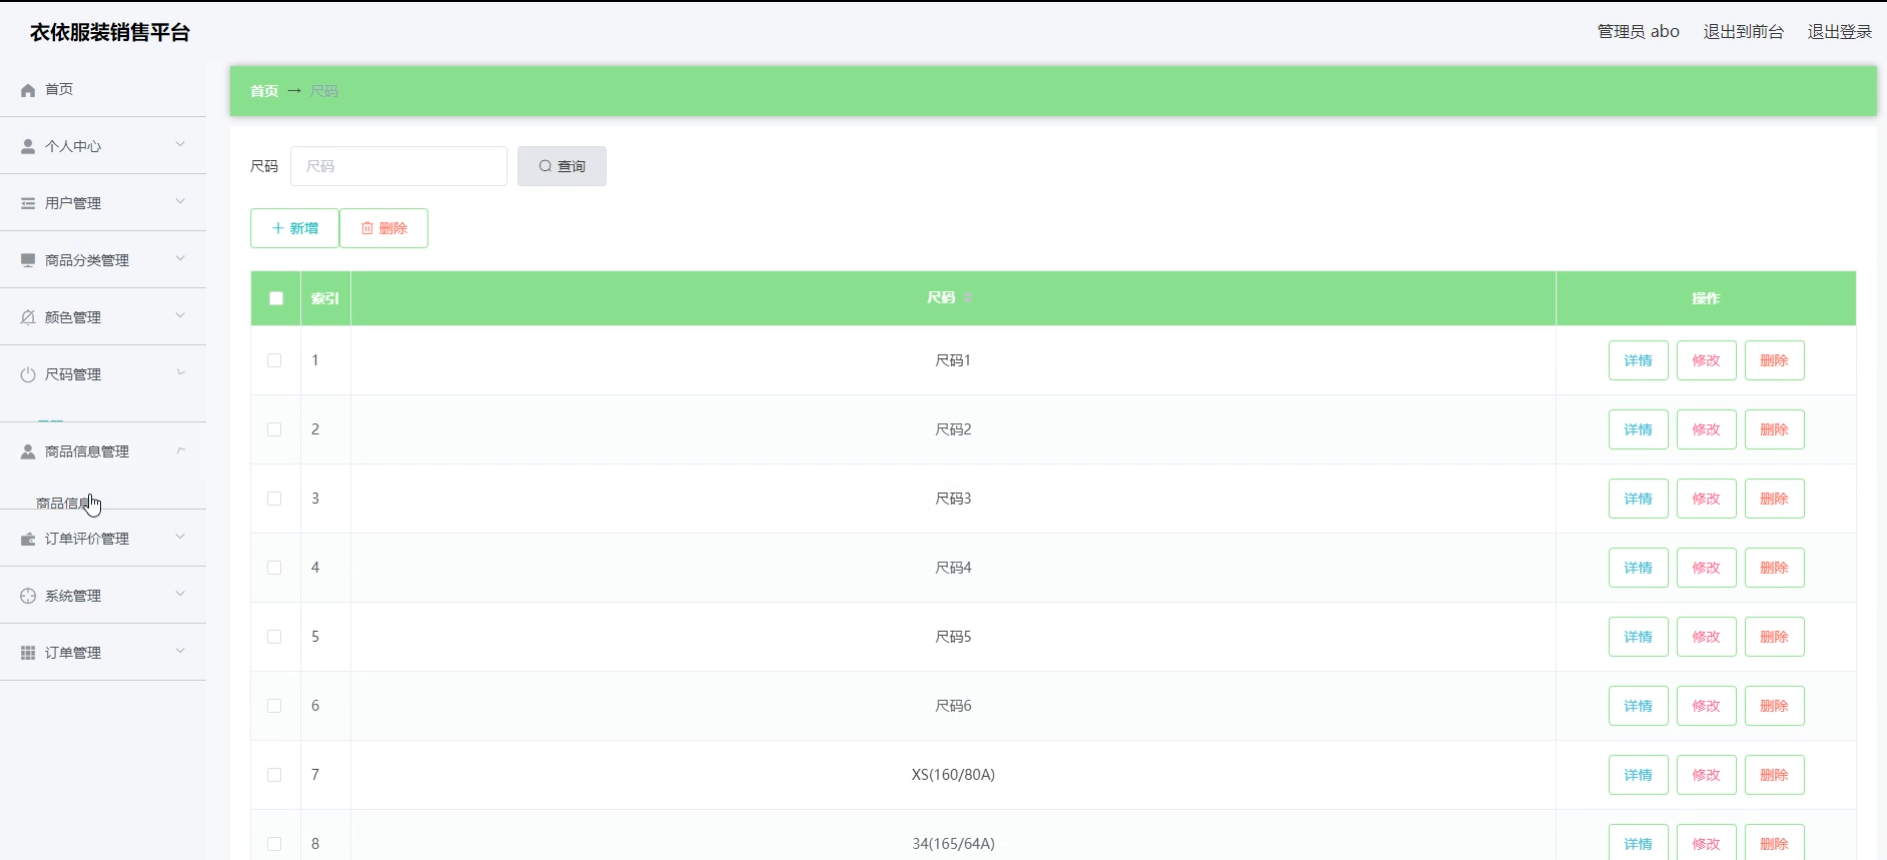 衣依服装销售平台
管理员 abo 退出到前台 退出登录
首页
个人中心
用户管理
商品分类管理
颜色管理
尺码管理
商品信息管理
商品信息
订单评价管理
系统管理
订单管理
首页 → 尺码
尺码 尺码 查询
新增 删除
索引 尺码 操作
1 尺码1 详情 修改 删除
2 尺码2 详情 修改 删除
3 尺码3 详情 修改 删除
4 尺码4 详情 修改 删除
5 尺码5 详情 修改 删除
6 尺码6 详情 修改 删除
7 XS(160/80A) 详情 修改 删除
8 34(165/64A) 详情 修改 删除